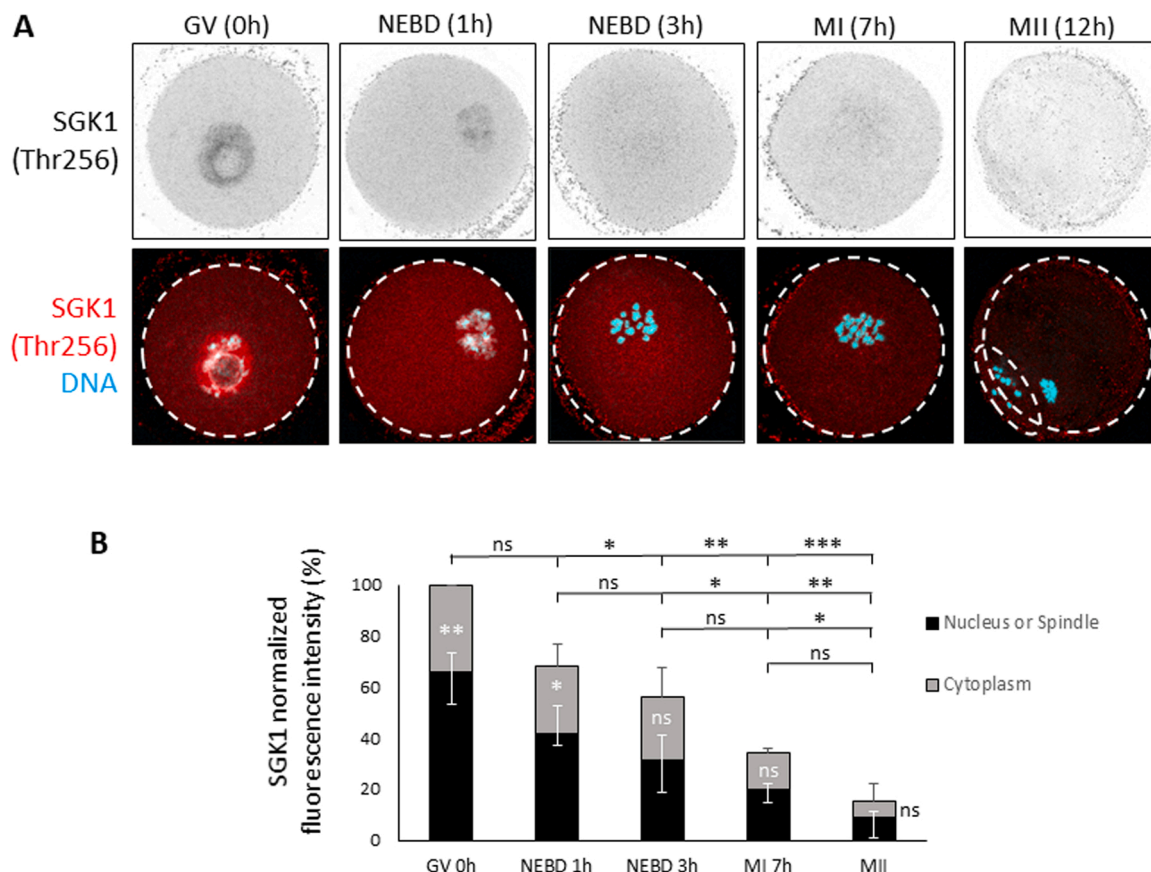 A
GV (0h)
NEBD (1h)
NEBD (3h)
MI (7h)
MII (12h)
SGK1
(Thr256)
SGK1
(Thr256)
DNA
B
ns * ** ***
ns * **
ns *
ns
SGK1 normalized
fluorescence intensity (%)
100
80
60
40
20
0
**
*
ns
ns
ns
Nucleus or Spindle
Cytoplasm
GV 0h
NEBD 1h
NEBD 3h
MI 7h
MII